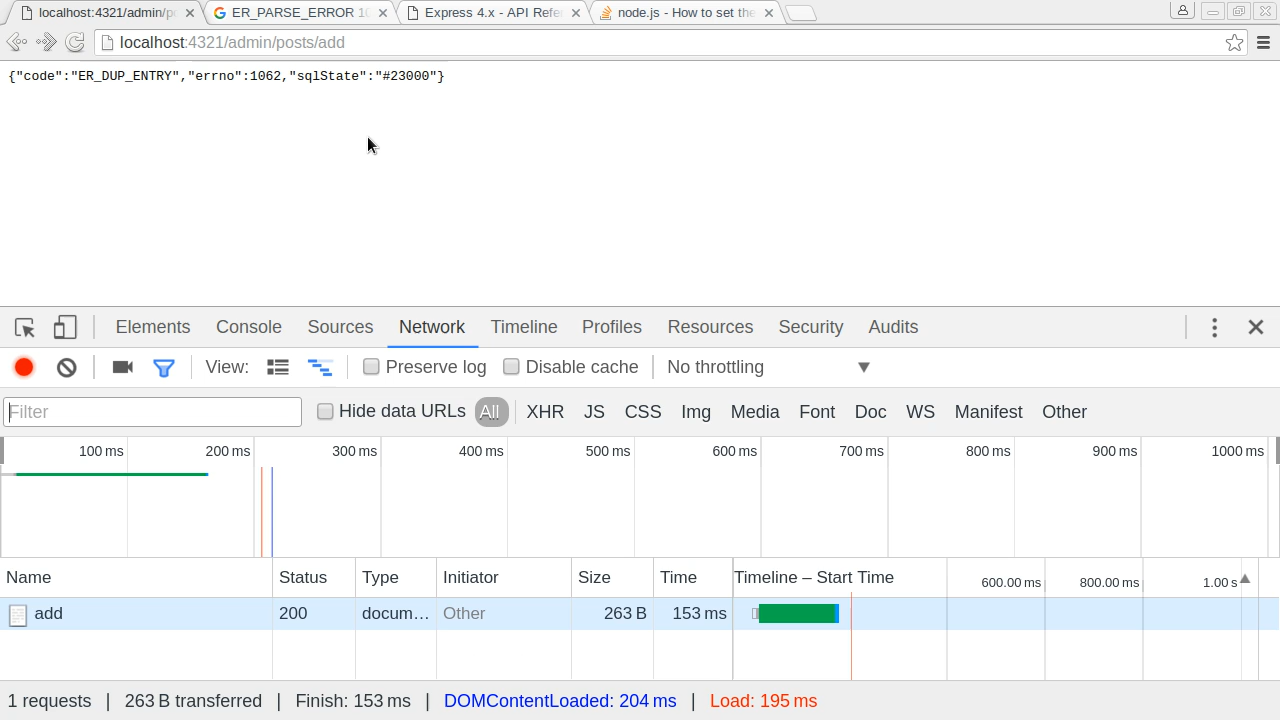 localhost:4321/admin/p
ER_PARSE_ERROR 1
Express 4.x - API Refe
node.js - How to set the
localhost:4321/admin/posts/add
{"code":"ER_DUP_ENTRY","errno":1062,"sqlState":"#23000"}
Elements Console Sources Network Timeline Profiles Resources Security Audits
View: Preserve log Disable cache No throttling
Filter Hide data URLs All XHR JS CSS Img Media Font Doc WS Manifest Other
100 ms 200 ms 300 ms 400 ms 500 ms 600 ms 700 ms 800 ms 900 ms 1000 ms
Name Status Type Initiator Size Time Timeline – Start Time 600.00 ms 800.00 ms 1.00 s
add 200 docum… Other 263 B 153 ms
1 requests | 263 B transferred | Finish: 153 ms | DOMContentLoaded: 204 ms | Load: 195 ms